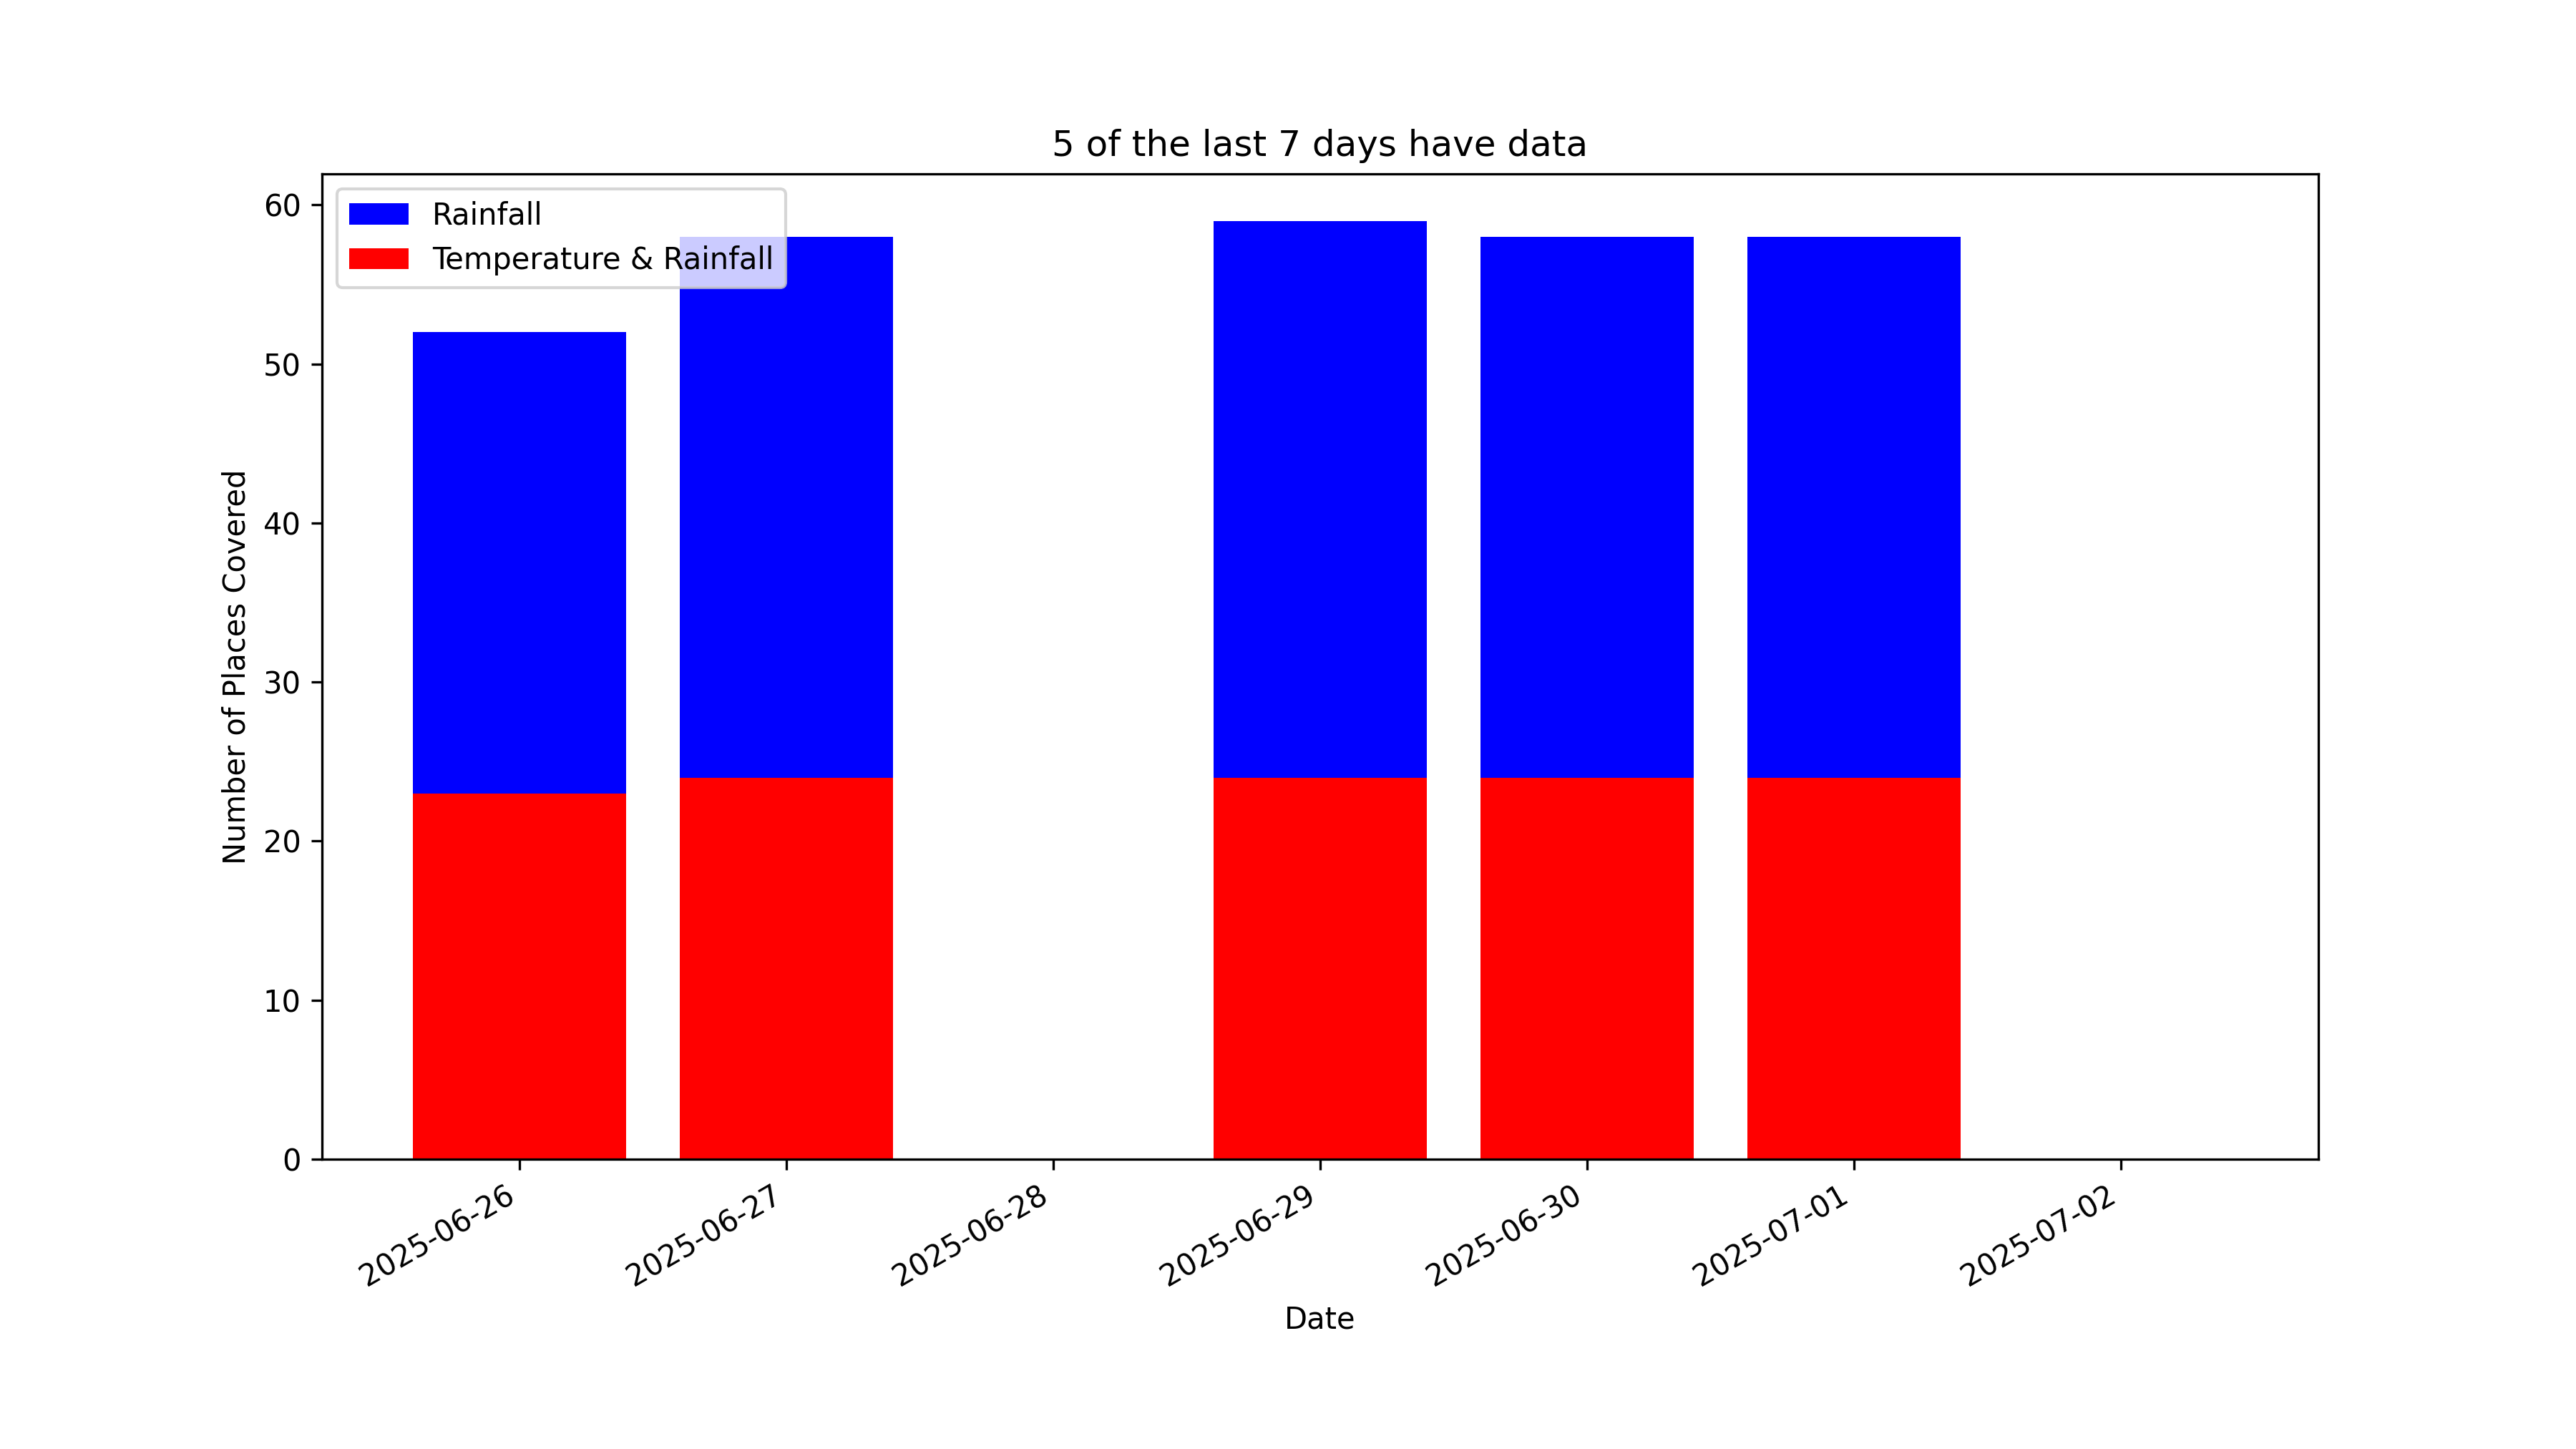 5 of the last 7 days have data
Rainfall
Temperature & Rainfall
Number of Places Covered
60
50
40
30
20
10
0
2025-06-26
2025-06-27
2025-06-28
2025-06-29
2025-06-30
2025-07-01
2025-07-02
Date